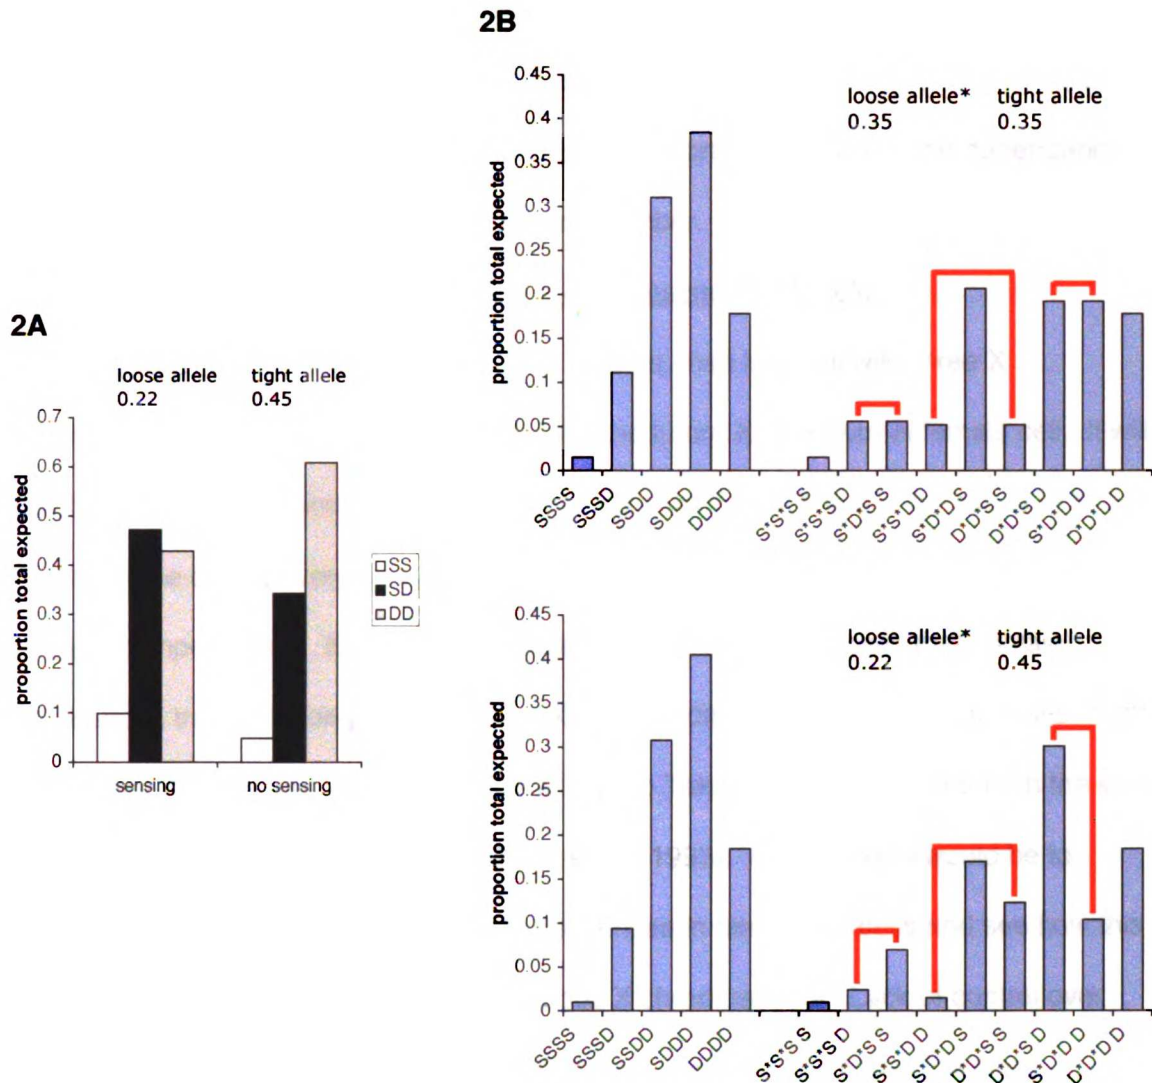 2B
0.45
0.4
0.35
0.3
0.25
0.2
0.15
0.1
0.05
0
proportion total expected
loose allele* tight allele
0.35 0.35
SSSS SSSD SSDD SDDD DDDD S*S*S S S*S*S D S*D*S S S*S*D D S*D*D S D*D*S S D*D*S D S*D*D D D*D*D D
2A
loose allele tight allele
0.22 0.45
0.7
0.6
0.5
0.4
0.3
0.2
0.1
0
proportion total expected
sensing no sensing
SS
SD
DD
0.45
0.4
0.35
0.3
0.25
0.2
0.15
0.1
0.05
0
proportion total expected
loose allele* tight allele
0.22 0.45
SSSS SSSD SSDD SDDD DDDD S*S*S S S*S*S D S*D*S S S*S*D D S*D*D S D*D*S S D*D*S D S*D*D D D*D*D D